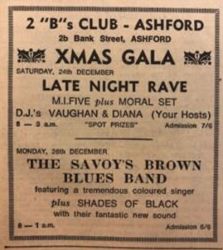 2 "B"s CLUB - ASHFORD
2b Bank Street, ASHFORD
XMAS GALA
SATURDAY, 24th DECEMBER
LATE NIGHT RAVE
M.I.FIVE plus MORAL SET
D.J.'s VAUGHAN & DIANA (Your Hosts)
8 — 3 a.m. "SPOT PRIZES" Admission 7/6
MONDAY, 26th DECEMBER
THE SAVOY'S BROWN
BLUES BAND
featuring a tremendous coloured singer
plus SHADES OF BLACK
with their fantastic new sound
8 — 1 a.m. Admission 6/6